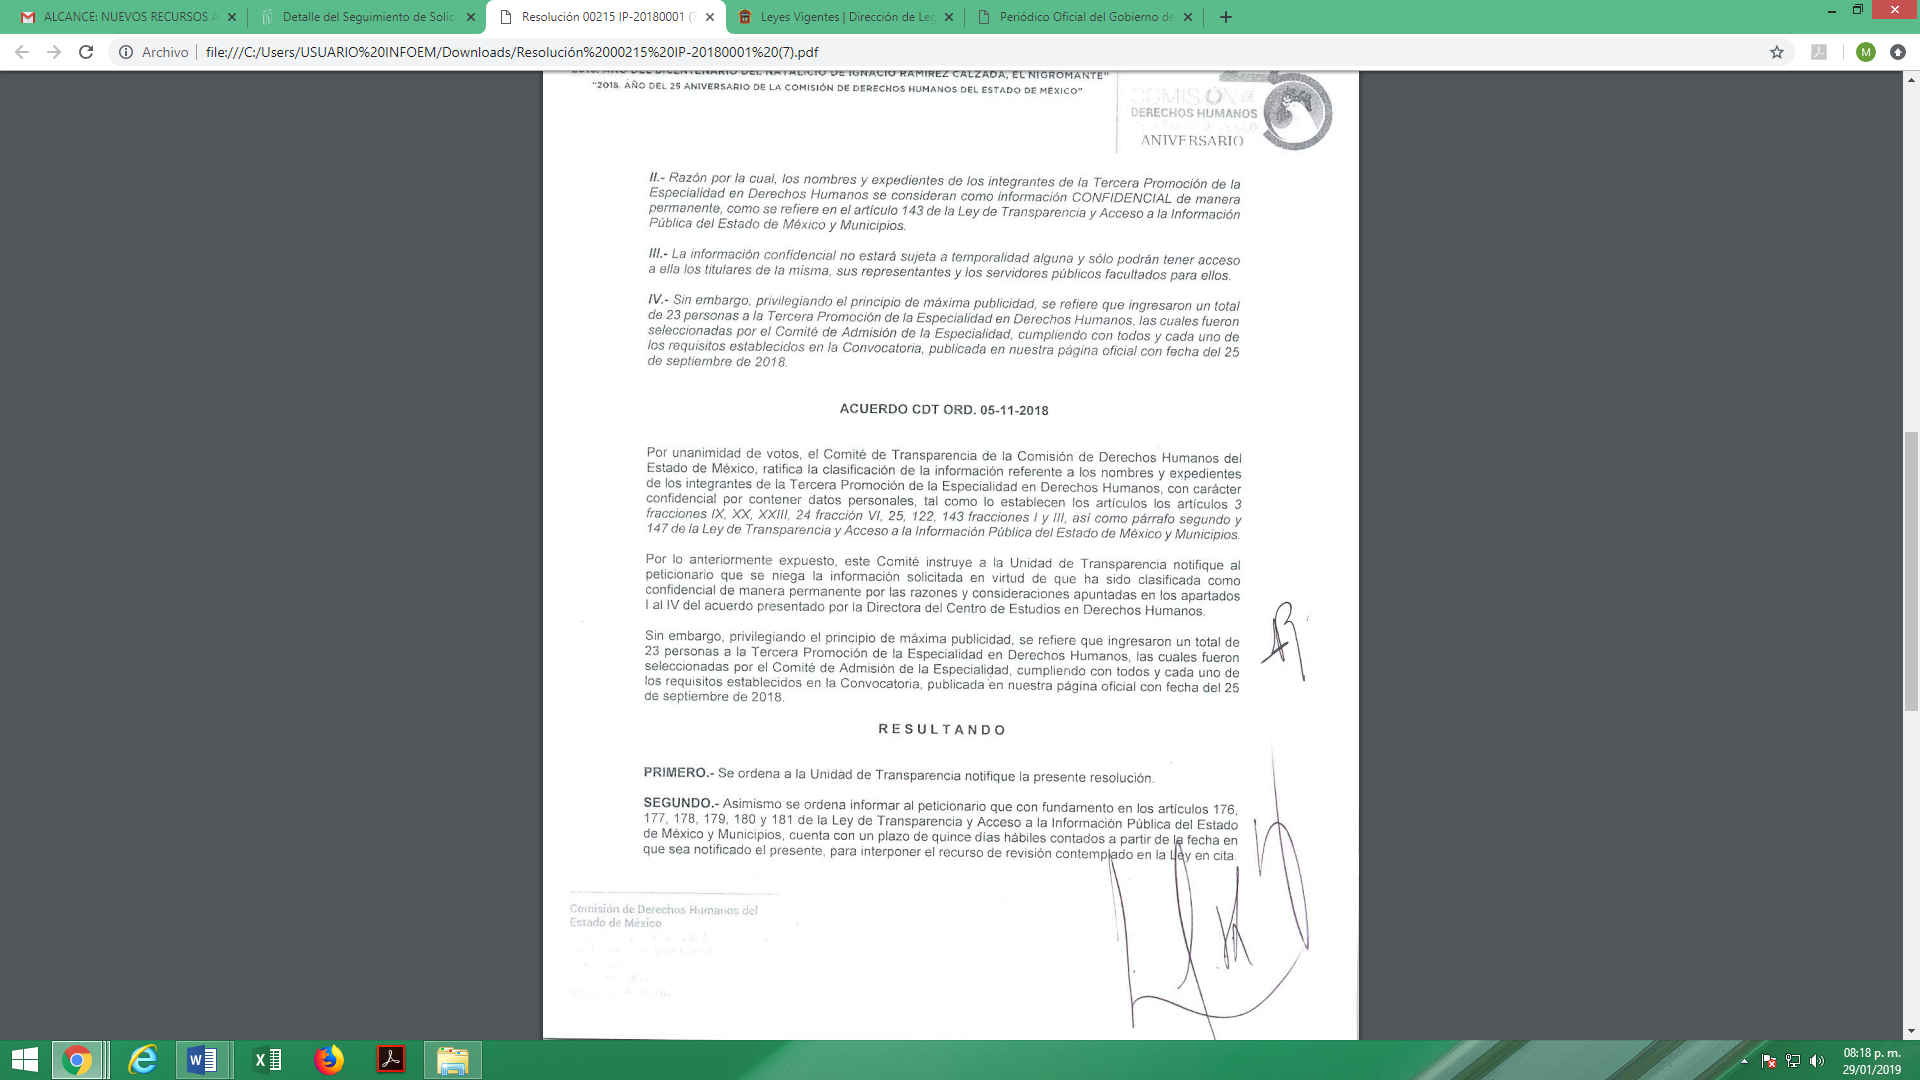 ALCANCE: NUEVOS RECURSOS A
Detalle del Seguimiento de Solic
Resolución 00215 IP-20180001 (7
Leyes Vigentes | Dirección de Leg
Periódico Oficial del Gobierno de
Archivo
file:///C:/Users/USUARIO%20INFOEM/Downloads/Resolución%2000215%20IP-20180001%20(7).pdf
M
2018. AÑO DEL BICENTENARIO DEL NATALICIO DE IGNACIO RAMÍREZ CALZADA, EL NIGROMANTE"
"2018. AÑO DEL 25 ANIVERSARIO DE LA COMISIÓN DE DERECHOS HUMANOS DEL ESTADO DE MÉXICO"
COMISIÓN DE
DERECHOS HUMANOS
ANIVERSARIO
II.- Razón por la cual, los nombres y expedientes de los integrantes de la Tercera Promoción de la
Especialidad en Derechos Humanos se consideran como información CONFIDENCIAL de manera
permanente, como se refiere en el artículo 143 de la Ley de Transparencia y Acceso a la Información
Pública del Estado de México y Municipios.
III.- La información confidencial no estará sujeta a temporalidad alguna y sólo podrán tener acceso
a ella los titulares de la misma, sus representantes y los servidores públicos facultados para ellos.
IV.- Sin embargo, privilegiando el principio de máxima publicidad, se refiere que ingresaron un total
de 23 personas a la Tercera Promoción de la Especialidad en Derechos Humanos, las cuales fueron
seleccionadas por el Comité de Admisión de la Especialidad, cumpliendo con todos y cada uno de
los requisitos establecidos en la Convocatoria, publicada en nuestra página oficial con fecha del 25
de septiembre de 2018.
ACUERDO CDT ORD. 05-11-2018
Por unanimidad de votos, el Comité de Transparencia de la Comisión de Derechos Humanos del
Estado de México, ratifica la clasificación de la información referente a los nombres y expedientes
de los integrantes de la Tercera Promoción de la Especialidad en Derechos Humanos, con carácter
confidencial por contener datos personales, tal como lo establecen los artículos los artículos 3
fracciones IX, XX, XXIII, 24 fracción VI, 25, 122, 143 fracciones I y III, así como párrafo segundo y
147 de la Ley de Transparencia y Acceso a la Información Pública del Estado de México y Municipios.
Por lo anteriormente expuesto, este Comité instruye a la Unidad de Transparencia notifique al
peticionario que se niega la información solicitada en virtud de que ha sido clasificada como
confidencial de manera permanente por las razones y consideraciones apuntadas en los apartados
I al IV del acuerdo presentado por la Directora del Centro de Estudios en Derechos Humanos.
Sin embargo, privilegiando el principio de máxima publicidad, se refiere que ingresaron un total de
23 personas a la Tercera Promoción de la Especialidad en Derechos Humanos, las cuales fueron
seleccionadas por el Comité de Admisión de la Especialidad, cumpliendo con todos y cada uno de
los requisitos establecidos en la Convocatoria, publicada en nuestra página oficial con fecha del 25
de septiembre de 2018.
R E S U L T A N D O
PRIMERO.- Se ordena a la Unidad de Transparencia notifique la presente resolución.
SEGUNDO.- Asimismo se ordena informar al peticionario que con fundamento en los artículos 176,
177, 178, 179, 180 y 181 de la Ley de Transparencia y Acceso a la Información Pública del Estado
de México y Municipios, cuenta con un plazo de quince días hábiles contados a partir de la fecha en
que sea notificado el presente, para interponer el recurso de revisión contemplado en la Ley en cita.
Comisión de Derechos Humanos del
Estado de México
08:18 p. m.
29/01/2019